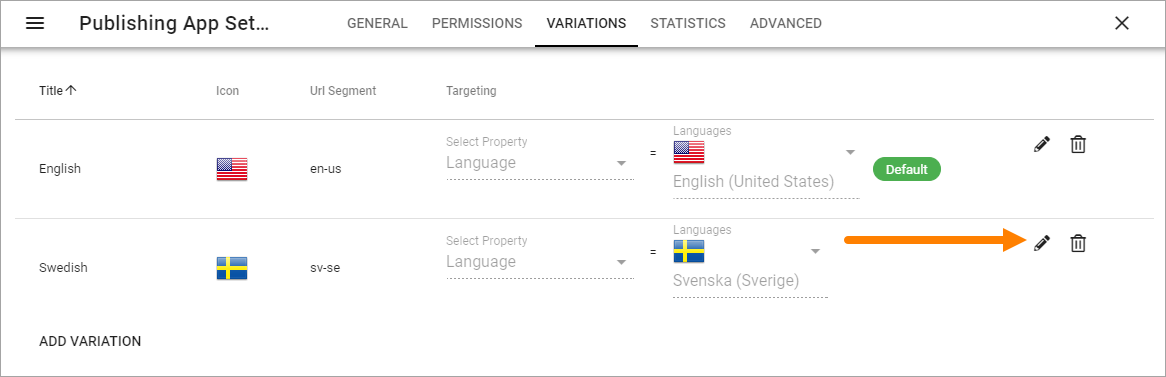 Publishing App Set...
GENERAL PERMISSIONS VARIATIONS STATISTICS ADVANCED
Title Icon Url Segment Targeting
Select Property Languages
English en-us Language = English (United States) Default
Select Property Languages
Swedish sv-se Language = Svenska (Sverige)
ADD VARIATION